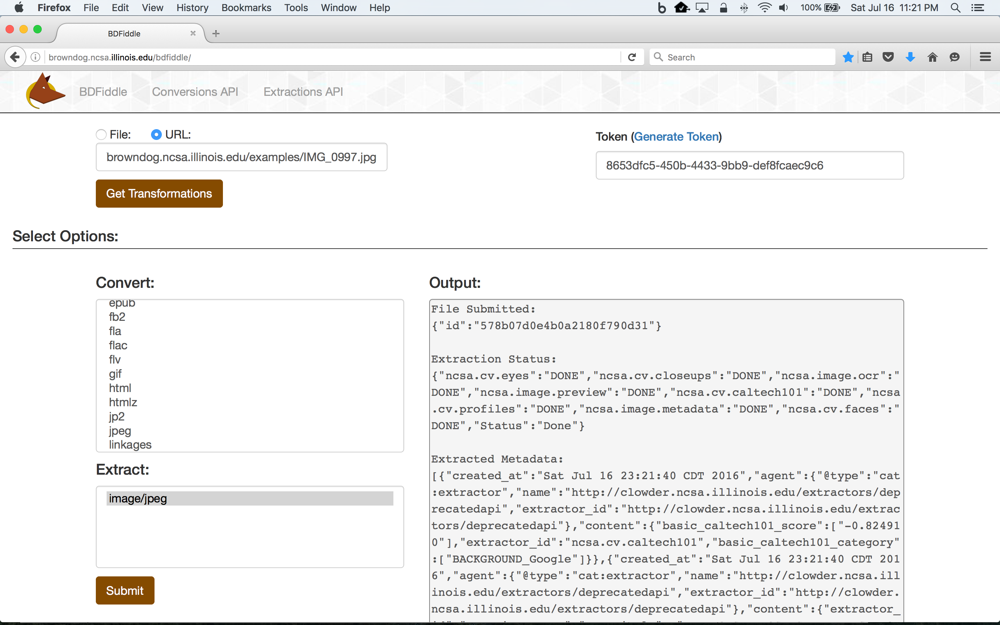 Firefox File Edit View History Bookmarks Tools Window Help 100% Sat Jul 16 11:21 PM
BDFiddle
browndog.ncsa.illinois.edu/bdfiddle/ Search
BDFiddle Conversions API Extractions API
File: URL:
browndog.ncsa.illinois.edu/examples/IMG_0997.jpg
Get Transformations
Token (Generate Token)
8653dfc5-450b-4433-9bb9-def8fcaec9c6
Select Options:
Convert:
epub
fb2
fla
flac
flv
gif
html
htmlz
jp2
jpeg
linkages
Extract:
image/jpeg
Submit
Output:
File Submitted:
{"id":"578b07d0e4b0a2180f790d31"}
Extraction Status:
{"ncsa.cv.eyes":"DONE","ncsa.cv.closeups":"DONE","ncsa.image.ocr":"
DONE","ncsa.image.preview":"DONE","ncsa.cv.caltech101":"DONE","ncsa
.cv.profiles":"DONE","ncsa.image.metadata":"DONE","ncsa.cv.faces":"
DONE","Status":"Done"}
Extracted Metadata:
[{"created_at":"Sat Jul 16 23:21:40 CDT 2016","agent":{"@type":"cat
:extractor","name":"http://clowder.ncsa.illinois.edu/extractors/dep
recatedapi","extractor_id":"http://clowder.ncsa.illinois.edu/extrac
tors/deprecatedapi"},"content":{"basic_caltech101_score":["-0.82491
0"],"extractor_id":"ncsa.cv.caltech101","basic_caltech101_category"
:["BACKGROUND_Google"]}},{"created_at":"Sat Jul 16 23:21:40 CDT 201
6","agent":{"@type":"cat:extractor","name":"http://clowder.ncsa.ill
inois.edu/extractors/deprecatedapi","extractor_id":"http://clowder.
ncsa.illinois.edu/extractors/deprecatedapi"},"content":{"extractor_